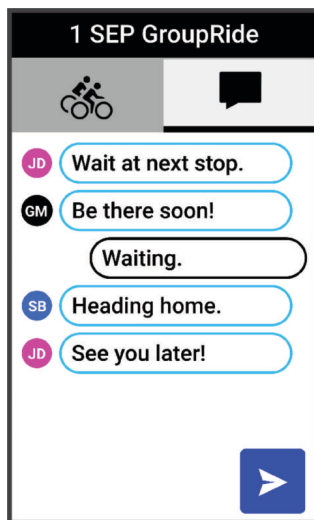 1 SEP GroupRide
JD Wait at next stop.
GM Be there soon!
Waiting.
SB Heading home.
JD See you later!